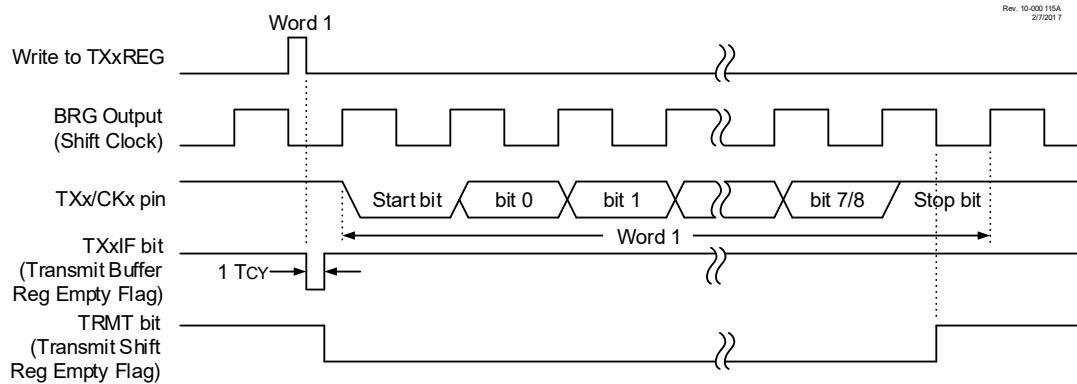 Rev. 10-000 115A
2/7/201 7
Word 1
Write to TXxREG
BRG Output
(Shift Clock)
TXx/CKx pin
Start bit
bit 0
bit 1
bit 7/8
Stop bit
Word 1
TXxIF bit
(Transmit Buffer
Reg Empty Flag)
1 TCY
TRMT bit
(Transmit Shift
Reg Empty Flag)